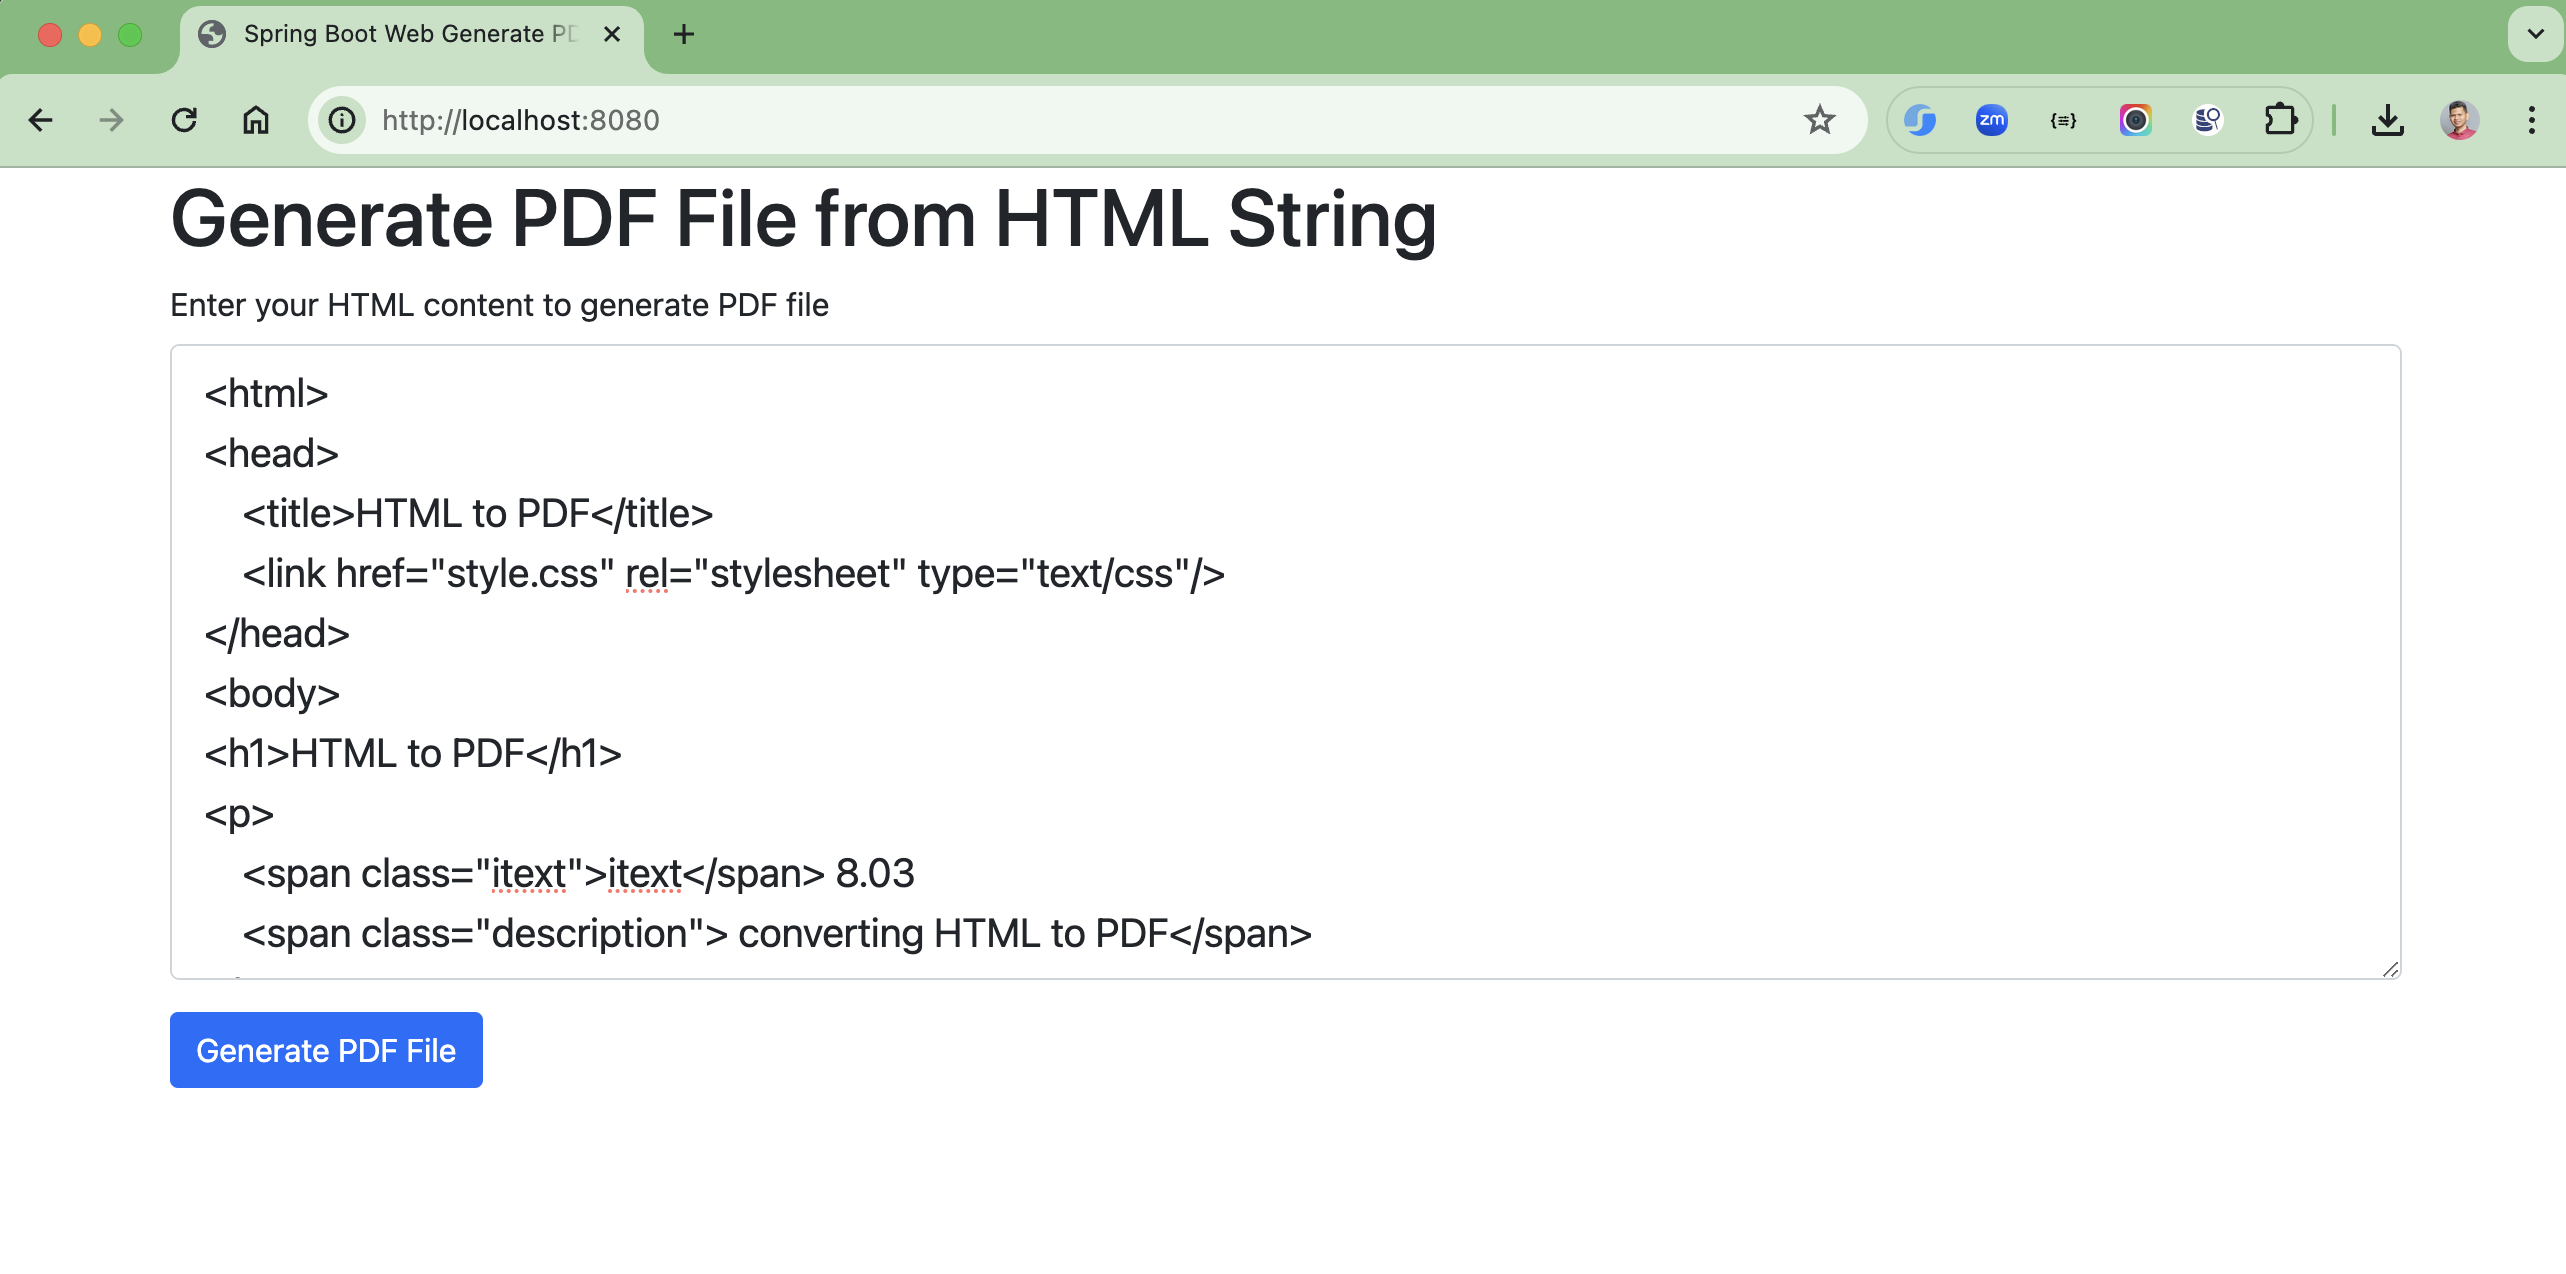 Spring Boot Web Generate PD
http://localhost:8080
zm
Generate PDF File from HTML String
Enter your HTML content to generate PDF file
<html>
<head>
    <title>HTML to PDF</title>
    <link href="style.css" rel="stylesheet" type="text/css"/>
</head>
<body>
<h1>HTML to PDF</h1>
<p>
    <span class="itext">itext</span> 8.03
    <span class="description"> converting HTML to PDF</span>
Generate PDF File